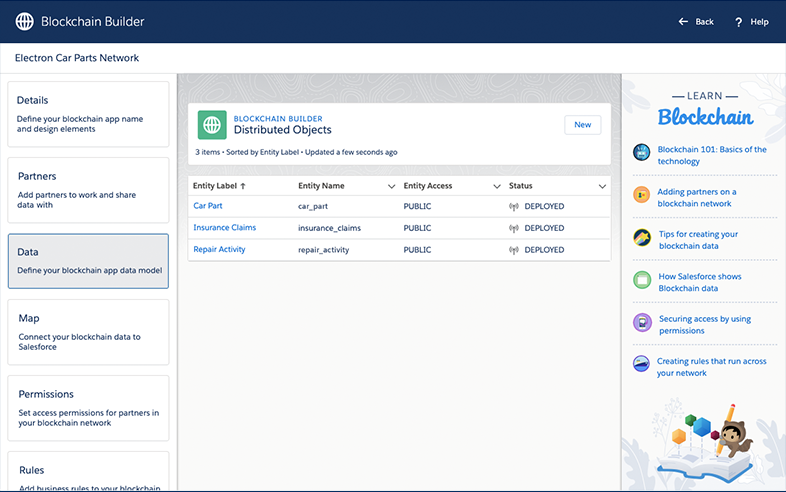 Blockchain Builder
Back
? Help
Electron Car Parts Network
Details
Define your blockchain app name
and design elements
Partners
Add partners to work and share
data with
Data
Define your blockchain app data model
Map
Connect your blockchain data to
Salesforce
Permissions
Set access permissions for partners in
your blockchain network
Rules
Add business rules to your blockchain
BLOCKCHAIN BUILDER
Distributed Objects
New
3 items • Sorted by Entity Label • Updated a few seconds ago
Entity Label ↑ Entity Name Entity Access Status
Car Part car_part PUBLIC DEPLOYED
Insurance Claims insurance_claims PUBLIC DEPLOYED
Repair Activity repair_activity PUBLIC DEPLOYED
LEARN
Blockchain
Blockchain 101: Basics of the
technology
Adding partners on a
blockchain network
Tips for creating your
blockchain data
How Salesforce shows
Blockchain data
Securing access by using
permissions
Creating rules that run across
your network